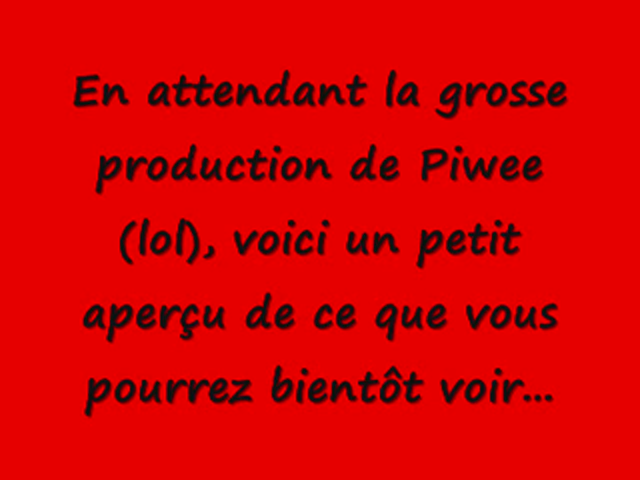 En attendant la grosse
production de Piwee
(lol), voici un petit
aperçu de ce que vous
pourrez bientôt voir...